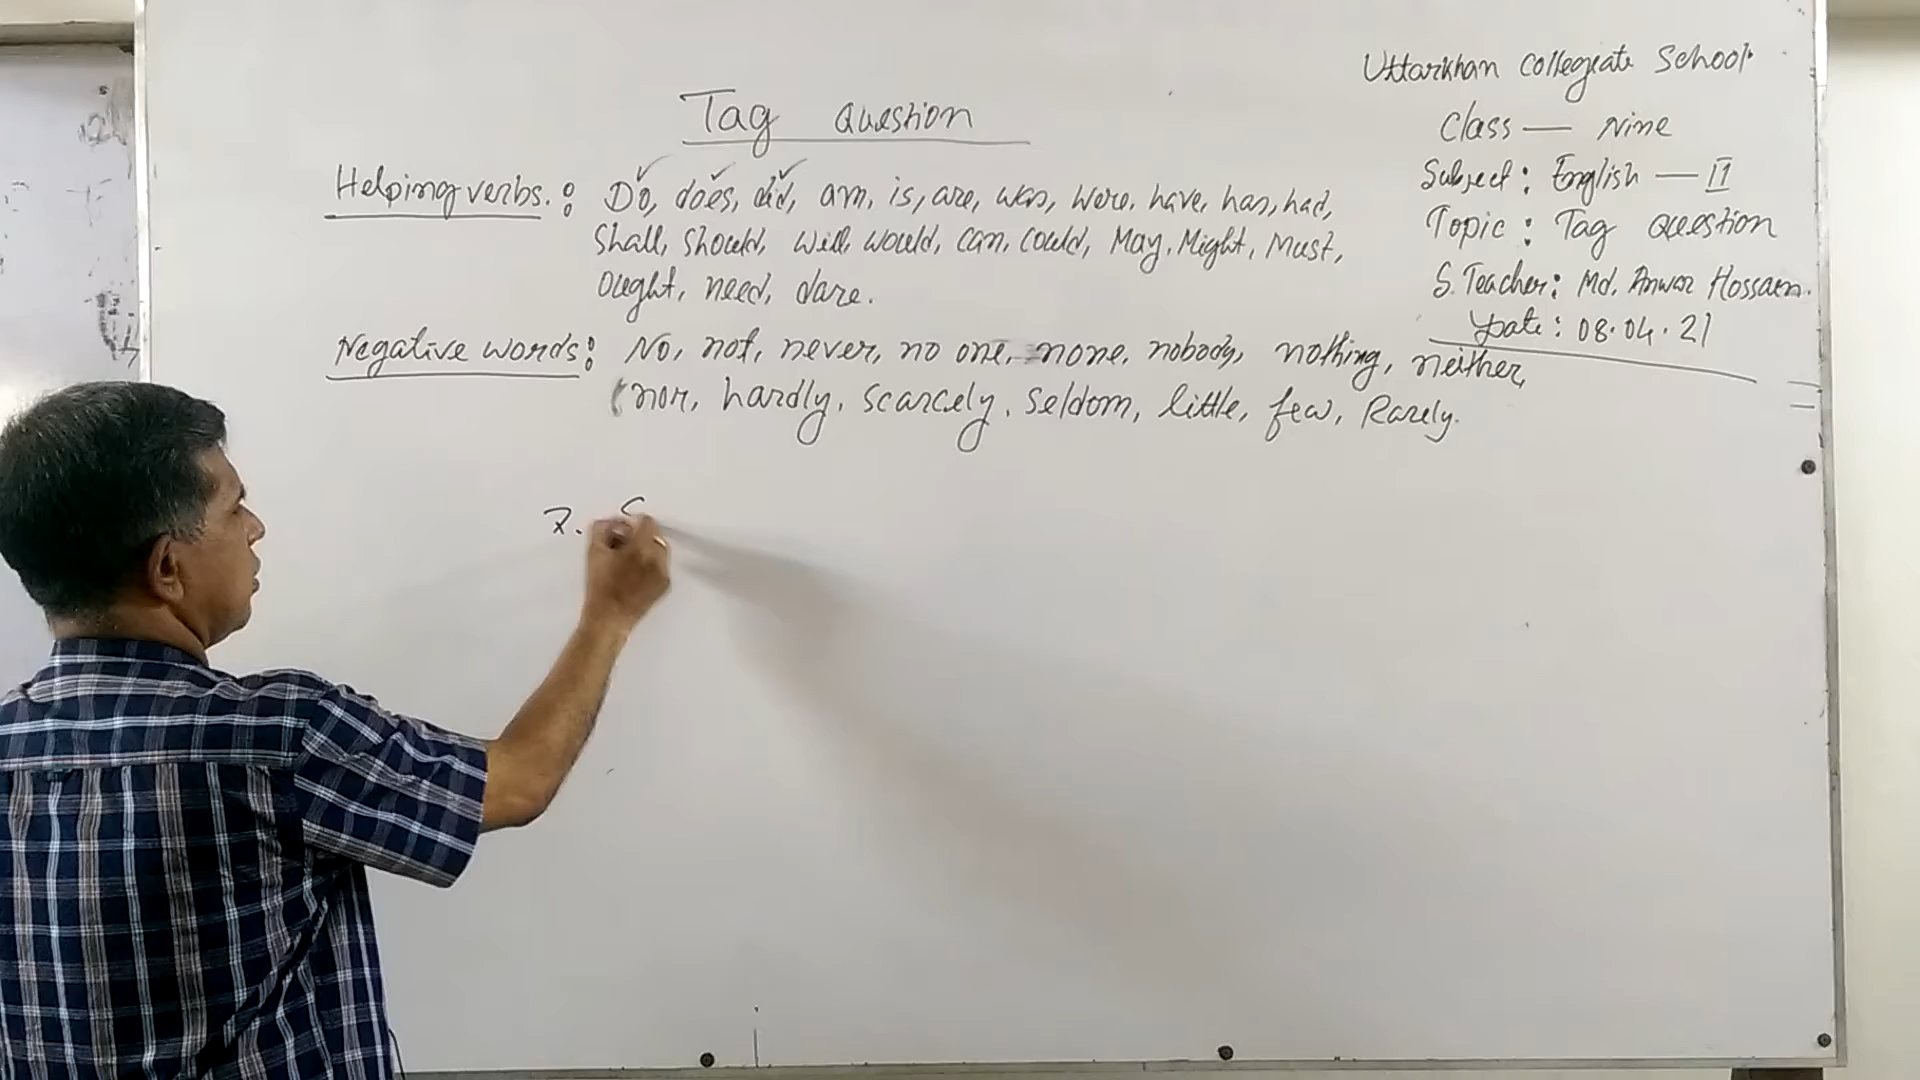 Tag Question
Uttarkhan Collegeate School
Class — Nine
Subject : English — II
Topic : Tag Question
S. Teacher : Md. Anwar Hossain.
Date : 08.04.21
Helping verbs. : Do, does, did, am, is, are, was, were, have, has, had,
Shall, should, will, would, can, could, May, Might, Must,
Ought, need, dare.
Negative words : No, not, never, no one, none, nobody, nothing, neither,
nor, hardly, scarcely, seldom, little, few, Rarely.
7. S